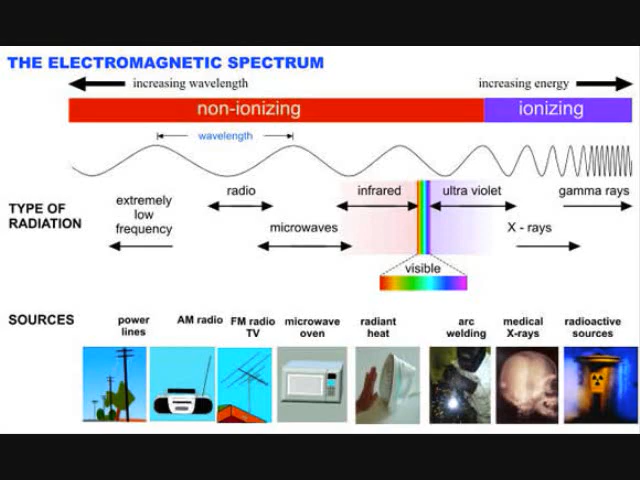 THE ELECTROMAGNETIC SPECTRUM
increasing wavelength
increasing energy
non-ionizing
ionizing
wavelength
TYPE OF
RADIATION
extremely
low
frequency
radio
microwaves
infrared
visible
ultra violet
X - rays
gamma rays
SOURCES
power
lines
AM radio
FM radio
TV
microwave
oven
radiant
heat
arc
welding
medical
X-rays
radioactive
sources